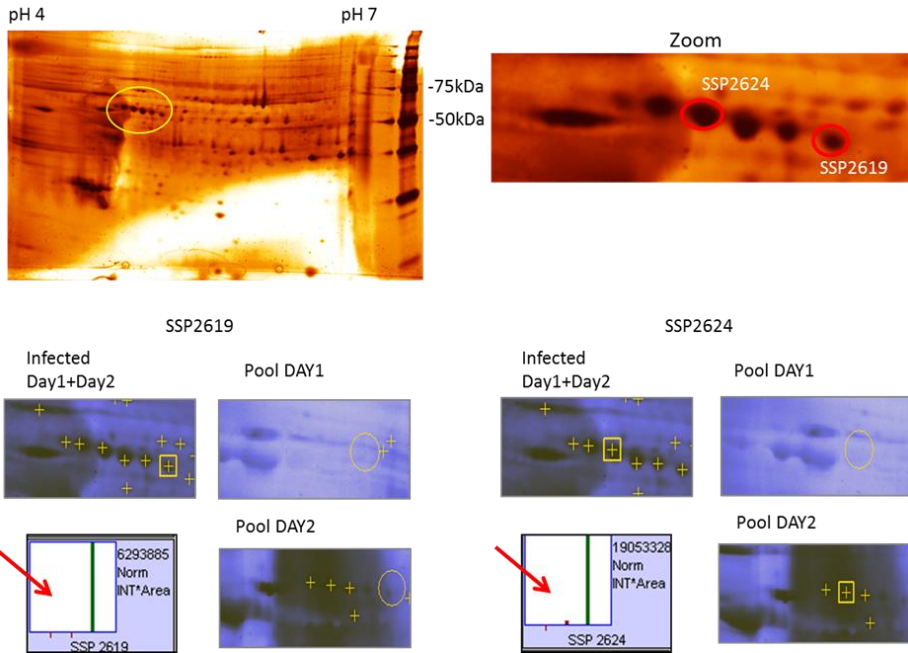 pH 4
pH 7
-75kDa
-50kDa
Zoom
SSP2624
SSP2619
SSP2619
Infected
Day1+Day2
Pool DAY1
Pool DAY2
6293885
Norm
INT*Area
SSP 2619
SSP2624
Infected
Day1+Day2
Pool DAY1
Pool DAY2
19053328
Norm
INT*Area
SSP 2624